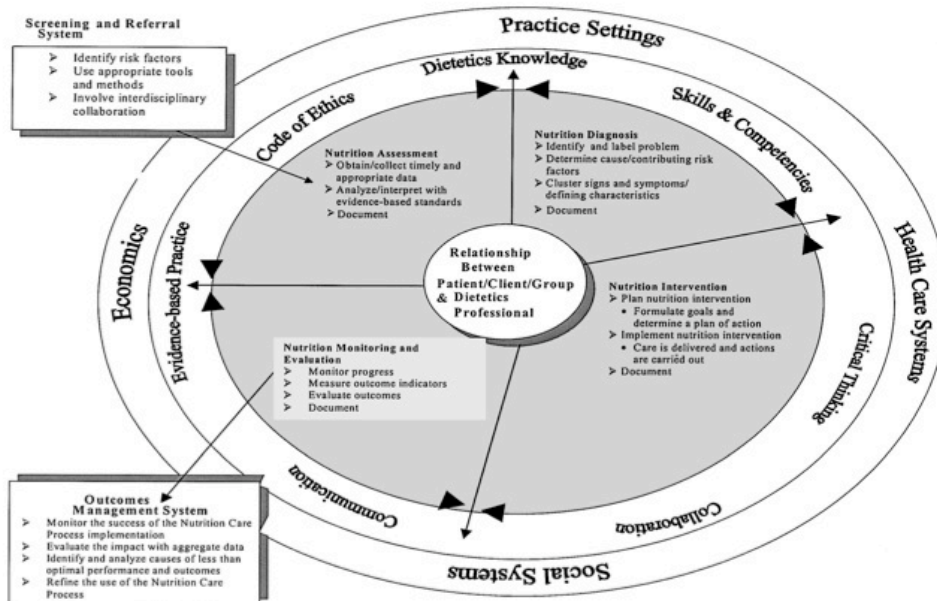 Screening and Referral
System
➤ Identify risk factors
➤ Use appropriate tools
and methods
➤ Involve interdisciplinary
collaboration
Practice Settings
Dietetics Knowledge
Code of Ethics
Skills & Competencies
Nutrition Assessment
➤ Obtain/collect timely and
appropriate data
➤ Analyze/interpret with
evidence-based standards
➤ Document
Nutrition Diagnosis
➤ Identify and label problem
➤ Determine cause/contributing risk
factors
➤ Cluster signs and symptoms/
defining characteristics
➤ Document
Economics
Evidence-based Practice
Relationship
Between
Patient/Client/Group
& Dietetics
Professional
Health Care Systems
Critical Thinking
Nutrition Intervention
➤ Plan nutrition intervention
• Formulate goals and
determine a plan of action
➤ Implement nutrition intervention
• Care is delivered and actions
are carried out
➤ Document
Nutrition Monitoring and
Evaluation
➤ Monitor progress
➤ Measure outcome indicators
➤ Evaluate outcomes
➤ Document
Communication
Collaboration
Social Systems
Outcomes
Management System
➤ Monitor the success of the Nutrition Care
Process implementation
➤ Evaluate the impact with aggregate data
➤ Identify and analyze causes of less than
optimal performance and outcomes
➤ Refine the use of the Nutrition Care
Process